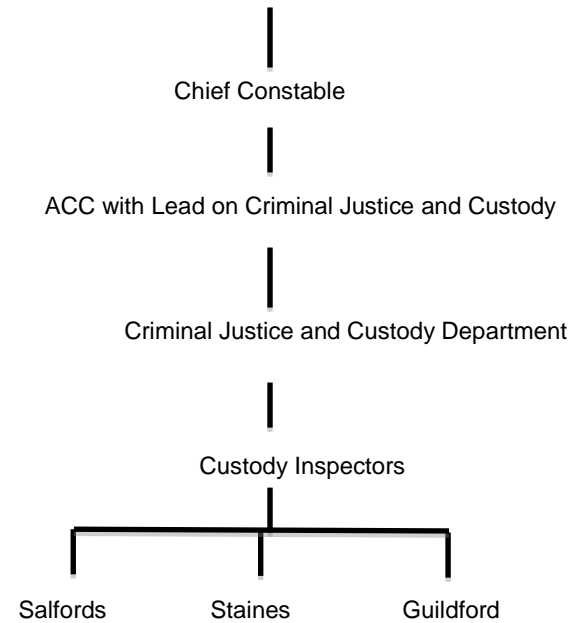 Chief Constable
ACC with Lead on Criminal Justice and Custody
Criminal Justice and Custody Department
Custody Inspectors
Salfords Staines Guildford